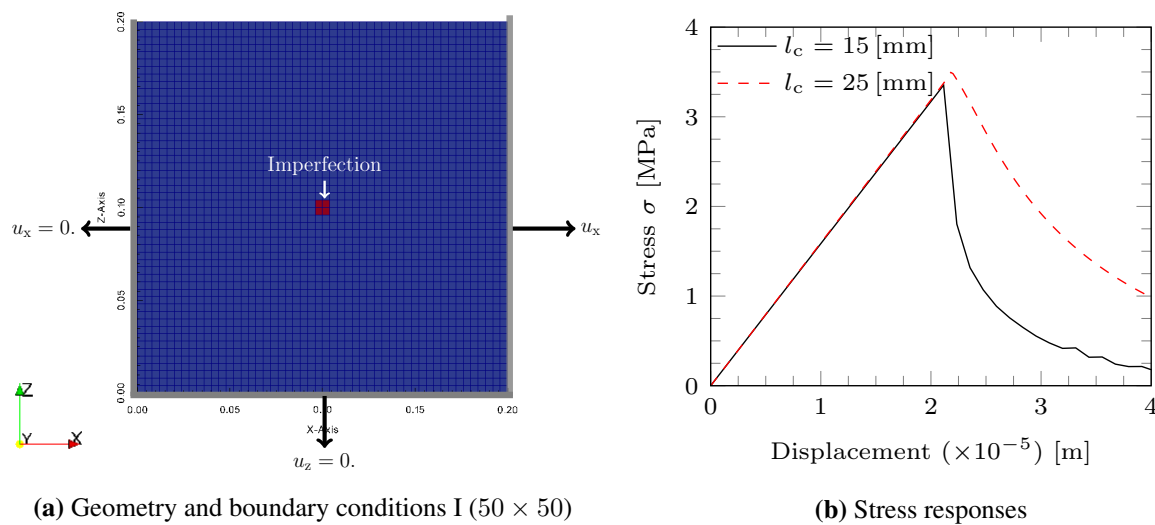 0.20
0.15
Imperfection
Z-Axis
0.10
u_x = 0.
u_x
0.05
0.00
0.00 0.05 0.10 0.15 0.20
X-Axis
u_z = 0.
Z
Y X
(a) Geometry and boundary conditions I (50 × 50)
l_c = 15 [mm]
l_c = 25 [mm]
4
3
2
1
0
Stress σ [MPa]
0 1 2 3 4
Displacement (×10⁻⁵) [m]
(b) Stress responses